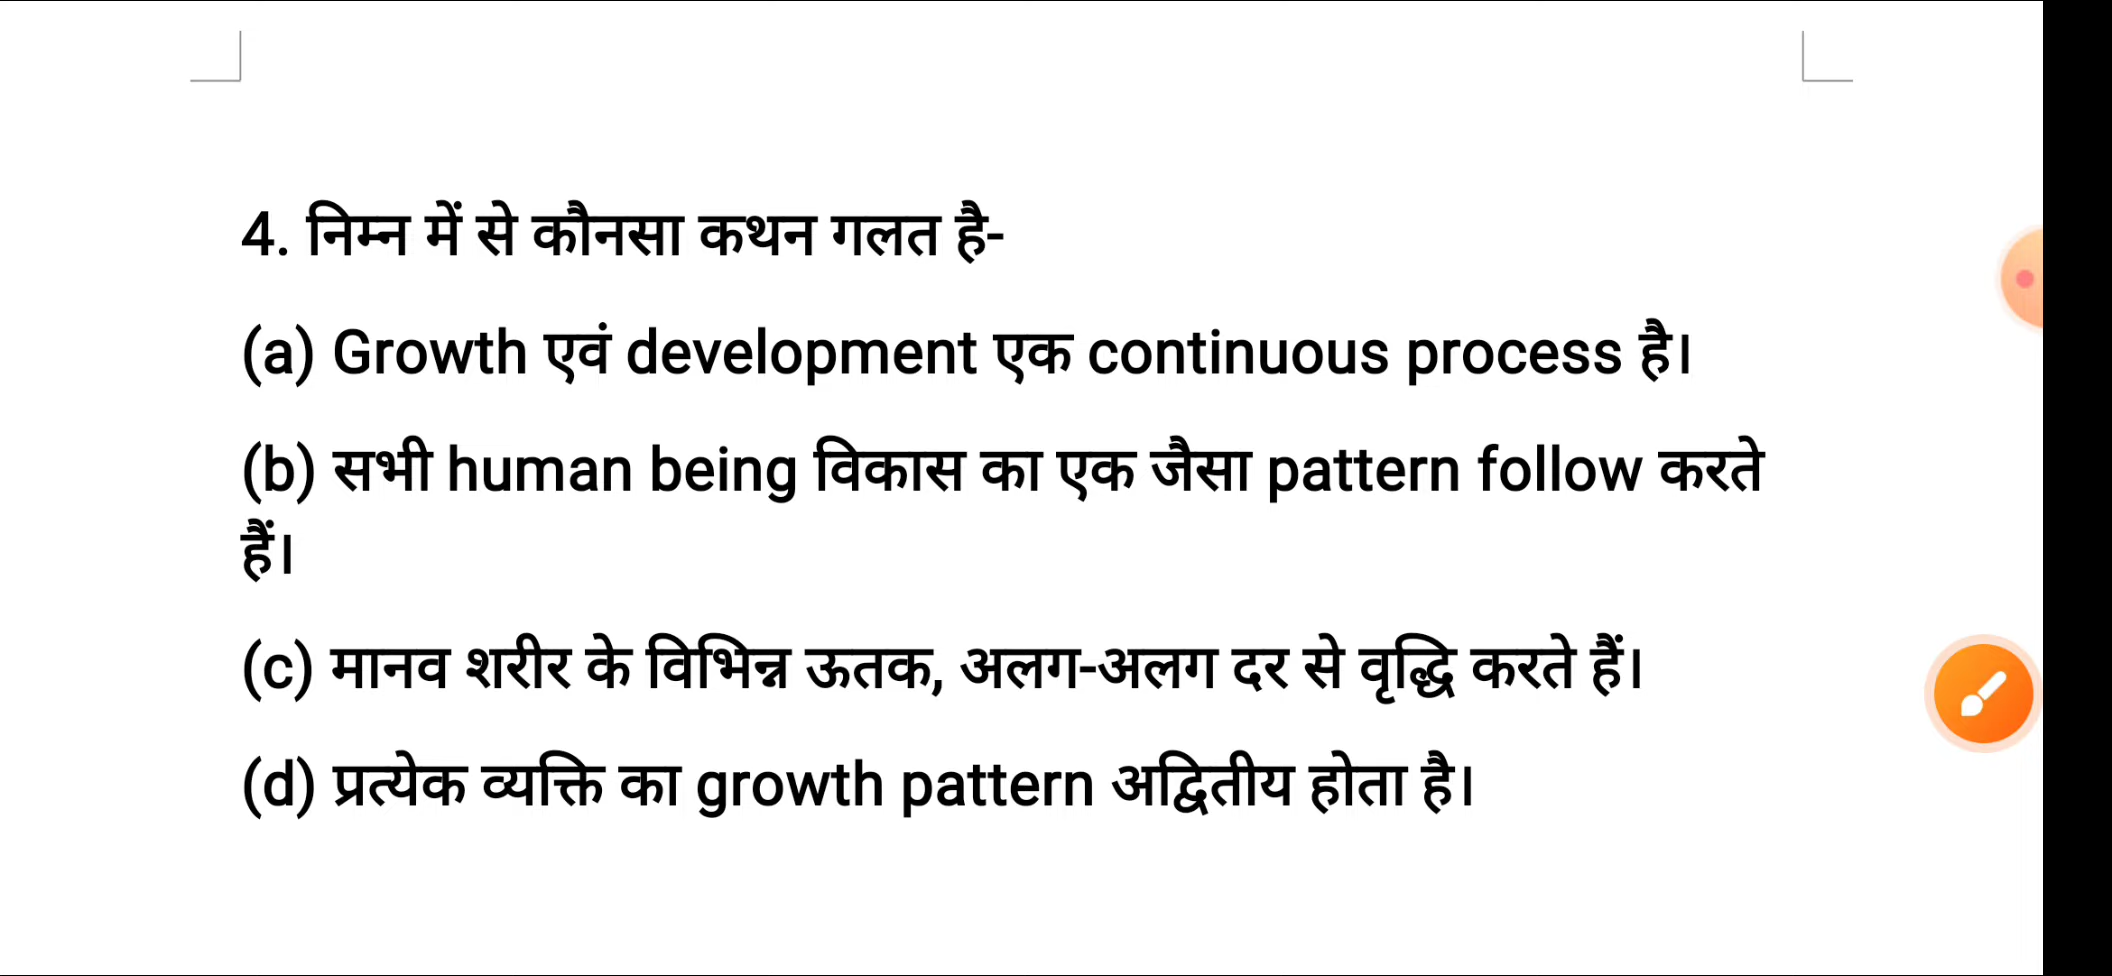 4. निम्न में से कौनसा कथन गलत है-
(a) Growth एवं development एक continuous process है।
(b) सभी human being विकास का एक जैसा pattern follow करते
हैं।
(c) मानव शरीर के विभिन्न ऊतक, अलग-अलग दर से वृद्धि करते हैं।
(d) प्रत्येक व्यक्ति का growth pattern अद्वितीय होता है।